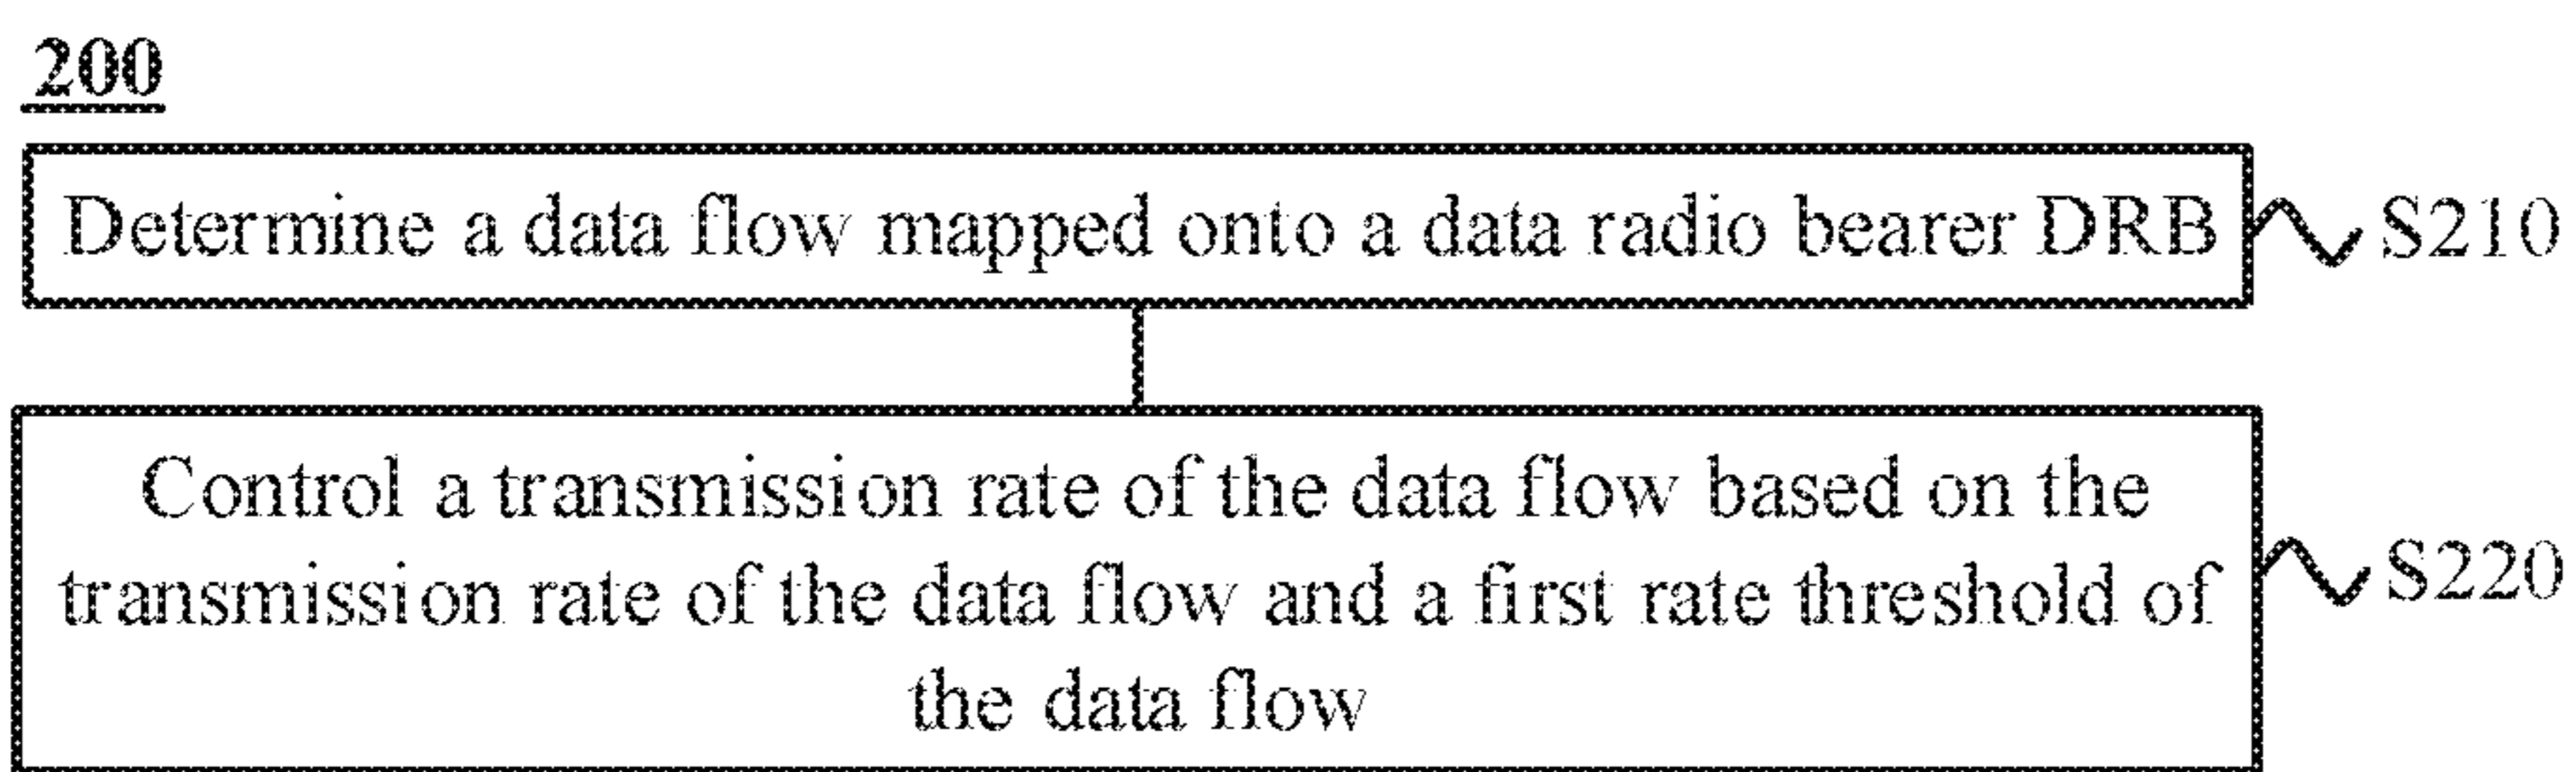 200
Determine a data flow mapped onto a data radio bearer DRB
S210
Control a transmission rate of the data flow based on the
transmission rate of the data flow and a first rate threshold of
the data flow
S220